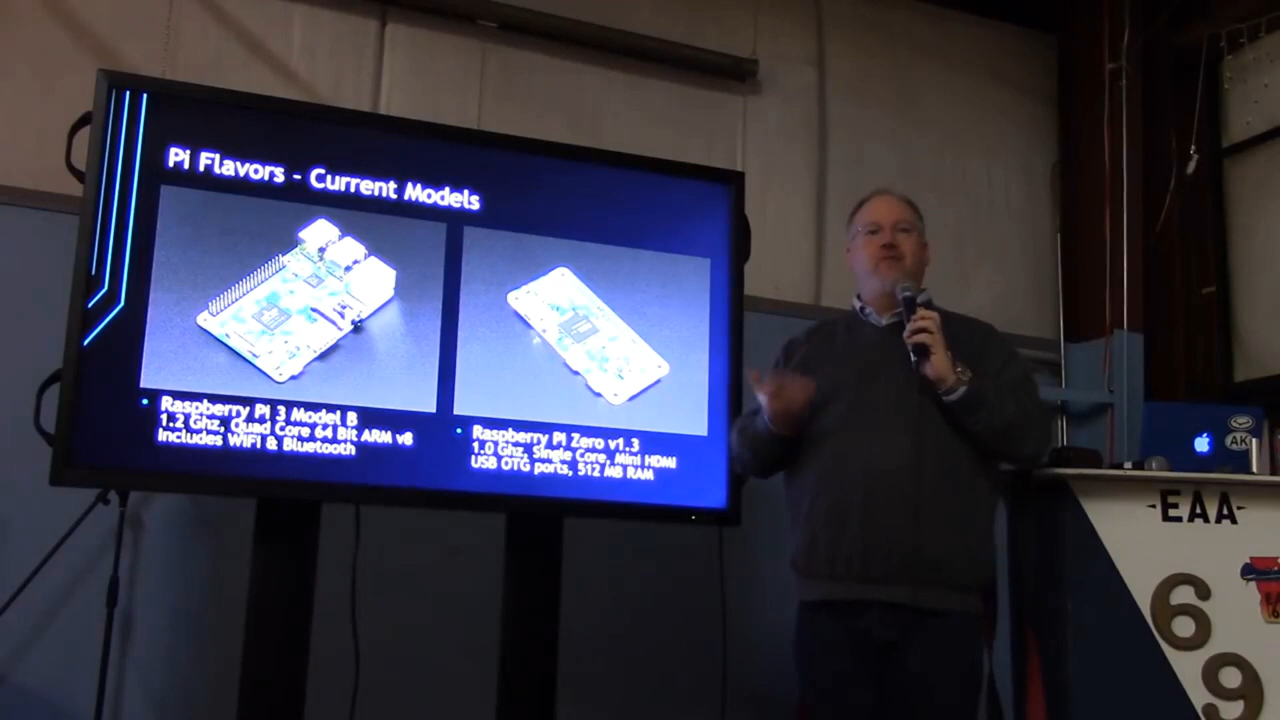 Pi Flavors - Current Models
Raspberry Pi 3 Model B
1.2 Ghz, Quad Core 64 Bit ARM v8
Includes WiFi & Bluetooth
Raspberry Pi Zero v1.3
1.0 Ghz, Single Core, Mini HDMI
USB OTG ports, 512 MB RAM
AK
-EAA-
6
9